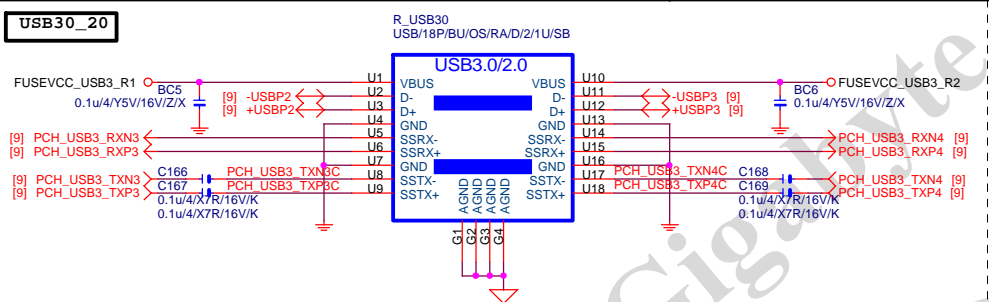 USB30_20
R_USB30
USB/18P/BU/OS/RA/D/2/1U/SB
USB3.0/2.0
FUSEVCC_USB3_R1
BC5
0.1u/4/Y5V/16V/Z/X
[9] -USBP2
[9] +USBP2
[9] PCH_USB3_RXN3
[9] PCH_USB3_RXP3
[9] PCH_USB3_TXN3
[9] PCH_USB3_TXP3
C166
C167
PCH_USB3_TXN3C
PCH_USB3_TXP3C
0.1u/4/X7R/16V/K
0.1u/4/X7R/16V/K
U1
U2
U3
U4
U5
U6
U7
U8
U9
VBUS
D-
D+
GND
SSRX-
SSRX+
GND
SSTX-
SSTX+
VBUS
D-
D+
GND
SSRX-
SSRX+
GND
SSTX-
SSTX+
AGND
AGND
AGND
AGND
G1
G2
G3
G4
U10
U11
U12
U13
U14
U15
U16
U17
U18
FUSEVCC_USB3_R2
BC6
0.1u/4/Y5V/16V/Z/X
-USBP3 [9]
+USBP3 [9]
PCH_USB3_RXN4 [9]
PCH_USB3_RXP4 [9]
PCH_USB3_TXN4C
PCH_USB3_TXP4C
C168
C169
PCH_USB3_TXN4 [9]
PCH_USB3_TXP4 [9]
0.1u/4/X7R/16V/K
0.1u/4/X7R/16V/K
Gigabyte